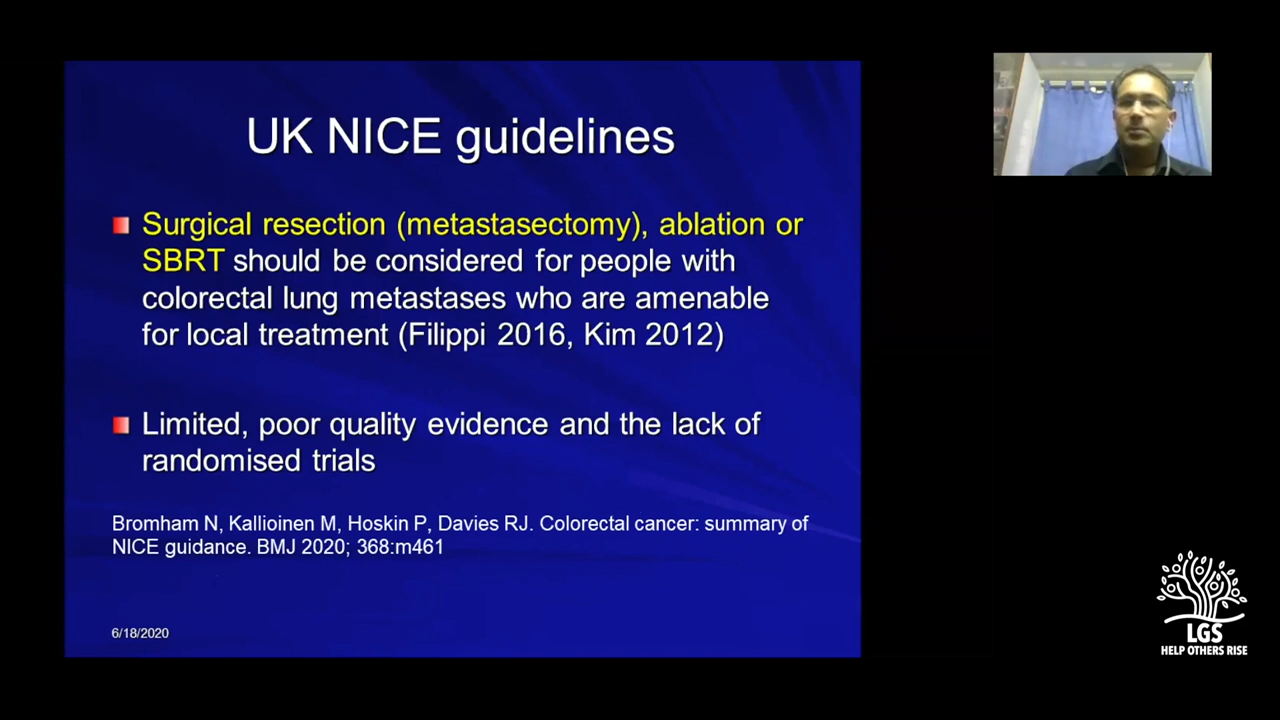 UK NICE guidelines
Surgical resection (metastasectomy), ablation or
SBRT should be considered for people with
colorectal lung metastases who are amenable
for local treatment (Filippi 2016, Kim 2012)
Limited, poor quality evidence and the lack of
randomised trials
Bromham N, Kallioinen M, Hoskin P, Davies RJ. Colorectal cancer: summary of
NICE guidance. BMJ 2020; 368:m461
6/18/2020
LGS
HELP OTHERS RISE